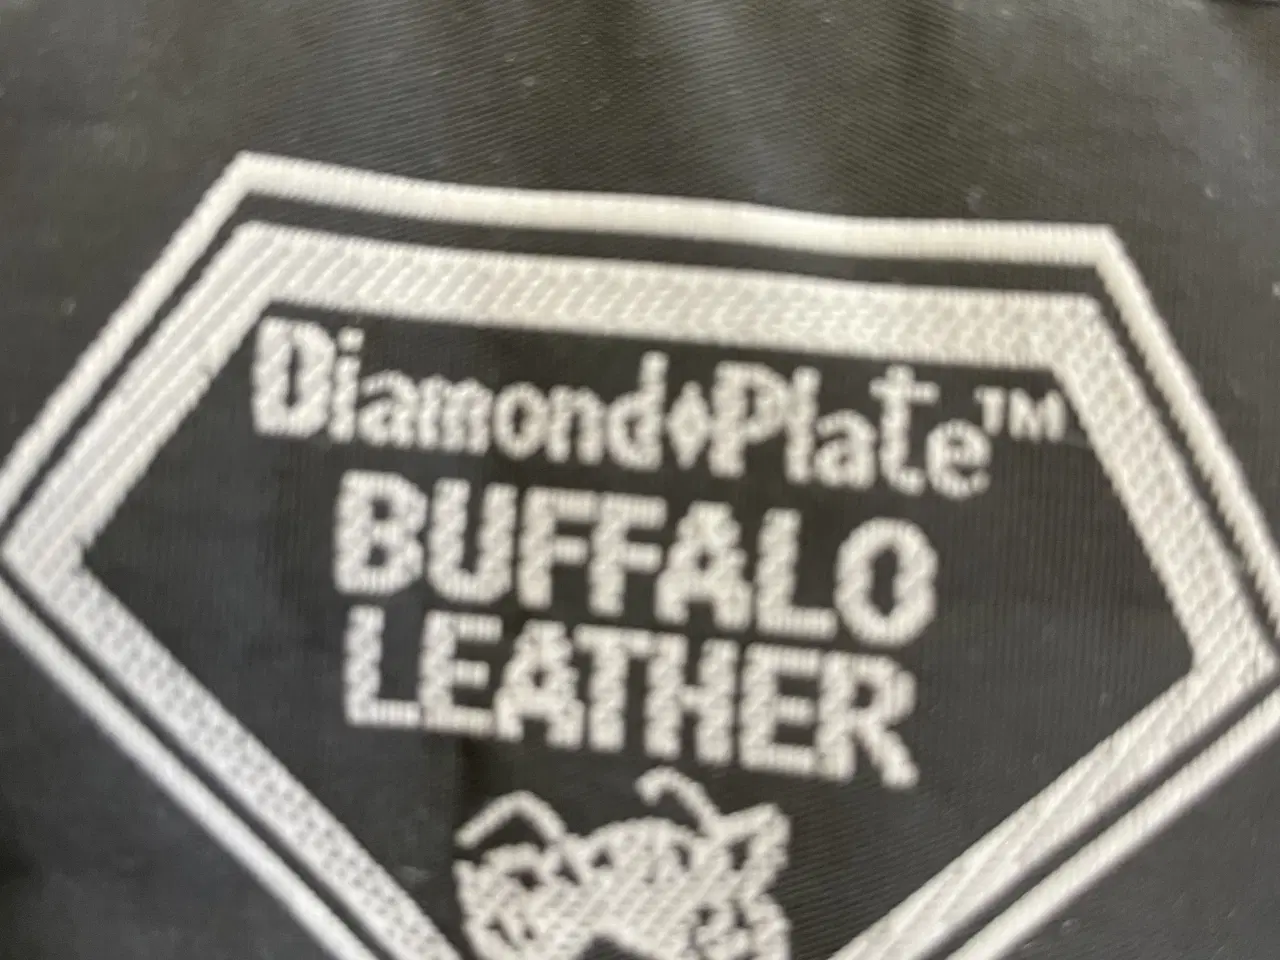 Diamond♦Plate™
BUFFALO
LEATHER